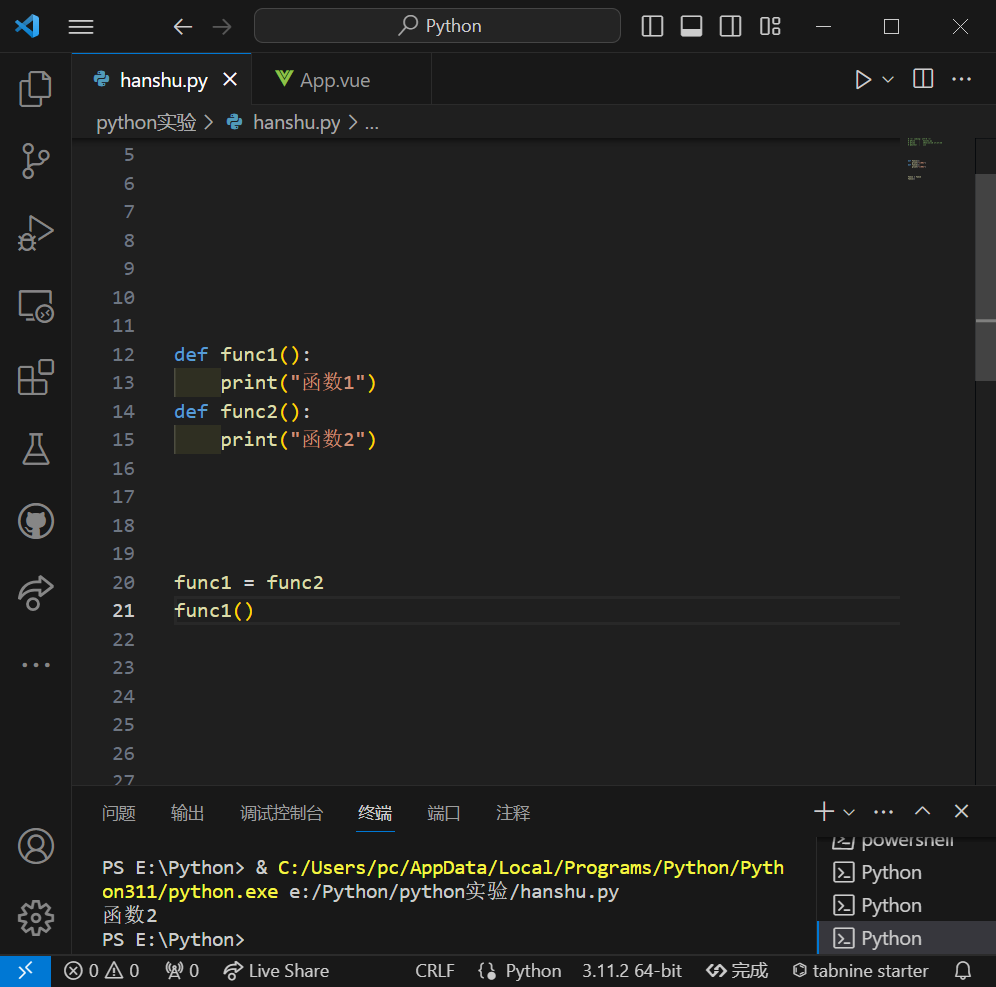 Python
hanshu.py
App.vue
python实验 > hanshu.py > ...
5
6
7
8
9
10
11
12 def func1():
13 print("函数1")
14 def func2():
15 print("函数2")
16
17
18
19
20 func1 = func2
21 func1()
22
23
24
25
26
27
问题 输出 调试控制台 终端 端口 注释
powershell
Python
Python
Python
PS E:\Python> & C:/Users/pc/AppData/Local/Programs/Python/Pyth
on311/python.exe e:/Python/python实验/hanshu.py
函数2
PS E:\Python>
0 0 0 Live Share CRLF Python 3.11.2 64-bit 完成 tabnine starter